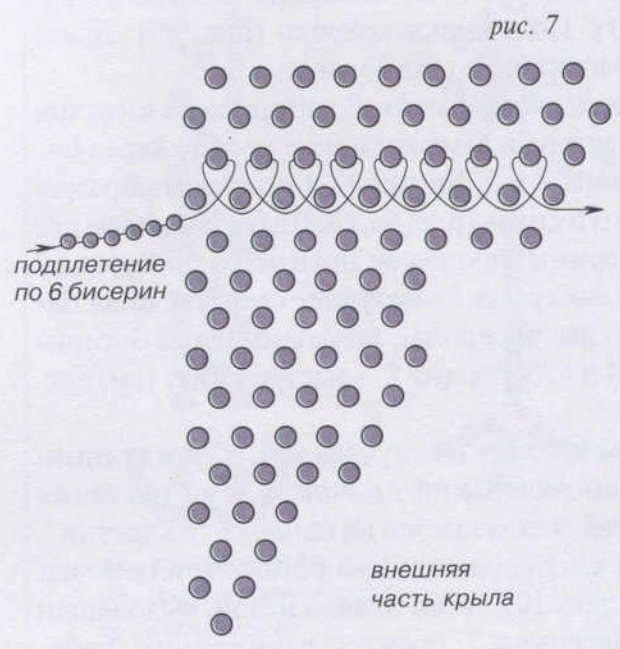 рис. 7
подплетение
по 6 бисерин
внешняя
часть крыла